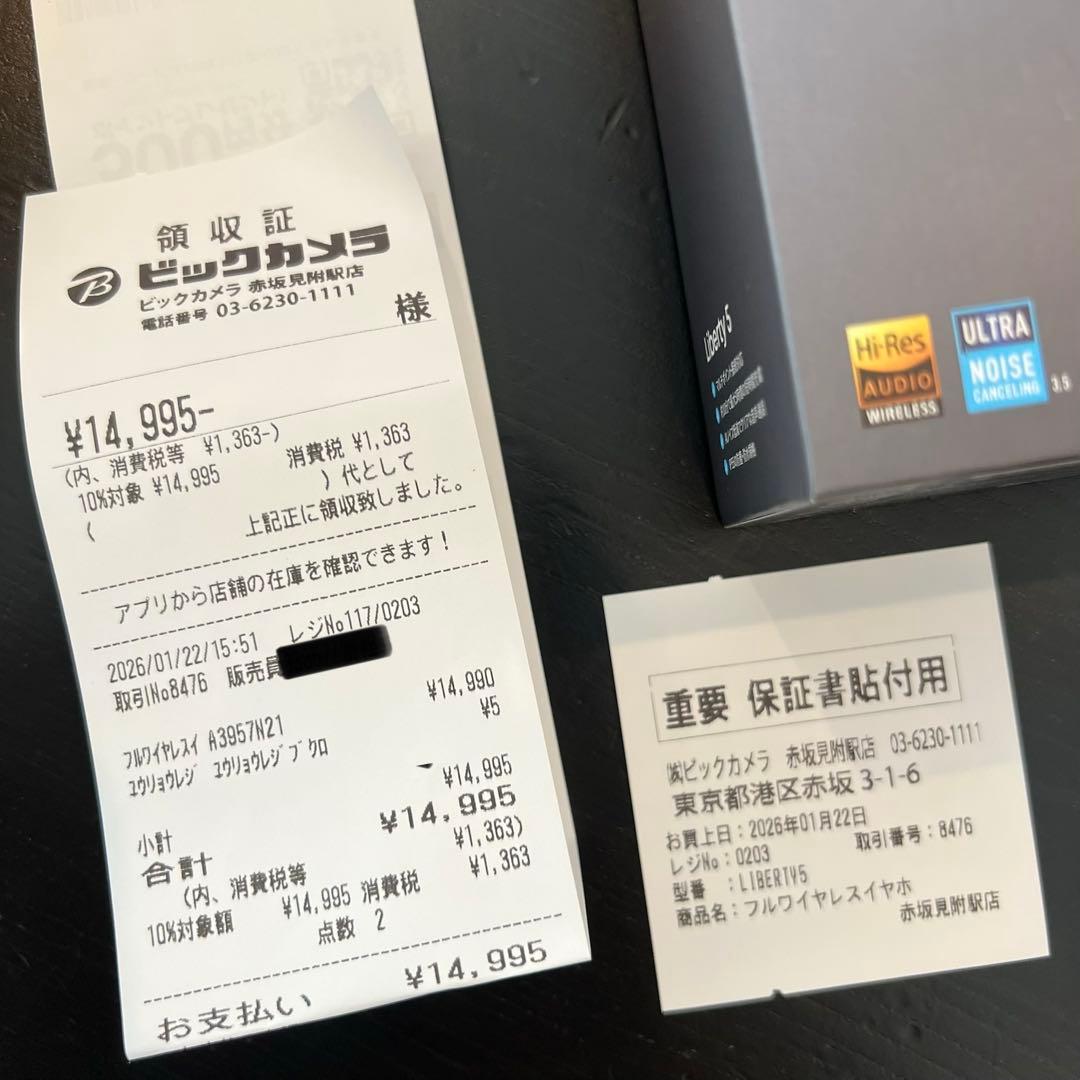 領収証
ビックカメラ
ビックカメラ 赤坂見附駅店
電話番号 03-6230-1111
様
¥14,995-
(内、消費税等 ¥1,363-)
10%対象 ¥14,995 消費税 ¥1,363
( )代として
上記正に領収致しました。
アプリから店舗の在庫を確認できます!
2026/01/22/15:51 レジNo117/0203
取引No8476 販売員
フルワイヤレスイ A3957N21 ¥14,990
ユウリョウレジ ユウリョウレジブクロ ¥5
小計 ¥14,995
合計 ¥14,995
(内、消費税等 ¥1,363)
10%対象額 ¥14,995 消費税 ¥1,363
点数 2
お支払い ¥14,995
Liberty 5
Hi-Res
AUDIO
WIRELESS
ULTRA
NOISE
CANCELING
3.5
重要 保証書貼付用
㈱ビックカメラ 赤坂見附駅店 03-6230-1111
東京都港区赤坂3-1-6
お買上日:2026年01月22日
レジNo:0203 取引番号:8476
型番 :LIBERTY5
商品名:フルワイヤレスイヤホ
赤坂見附駅店